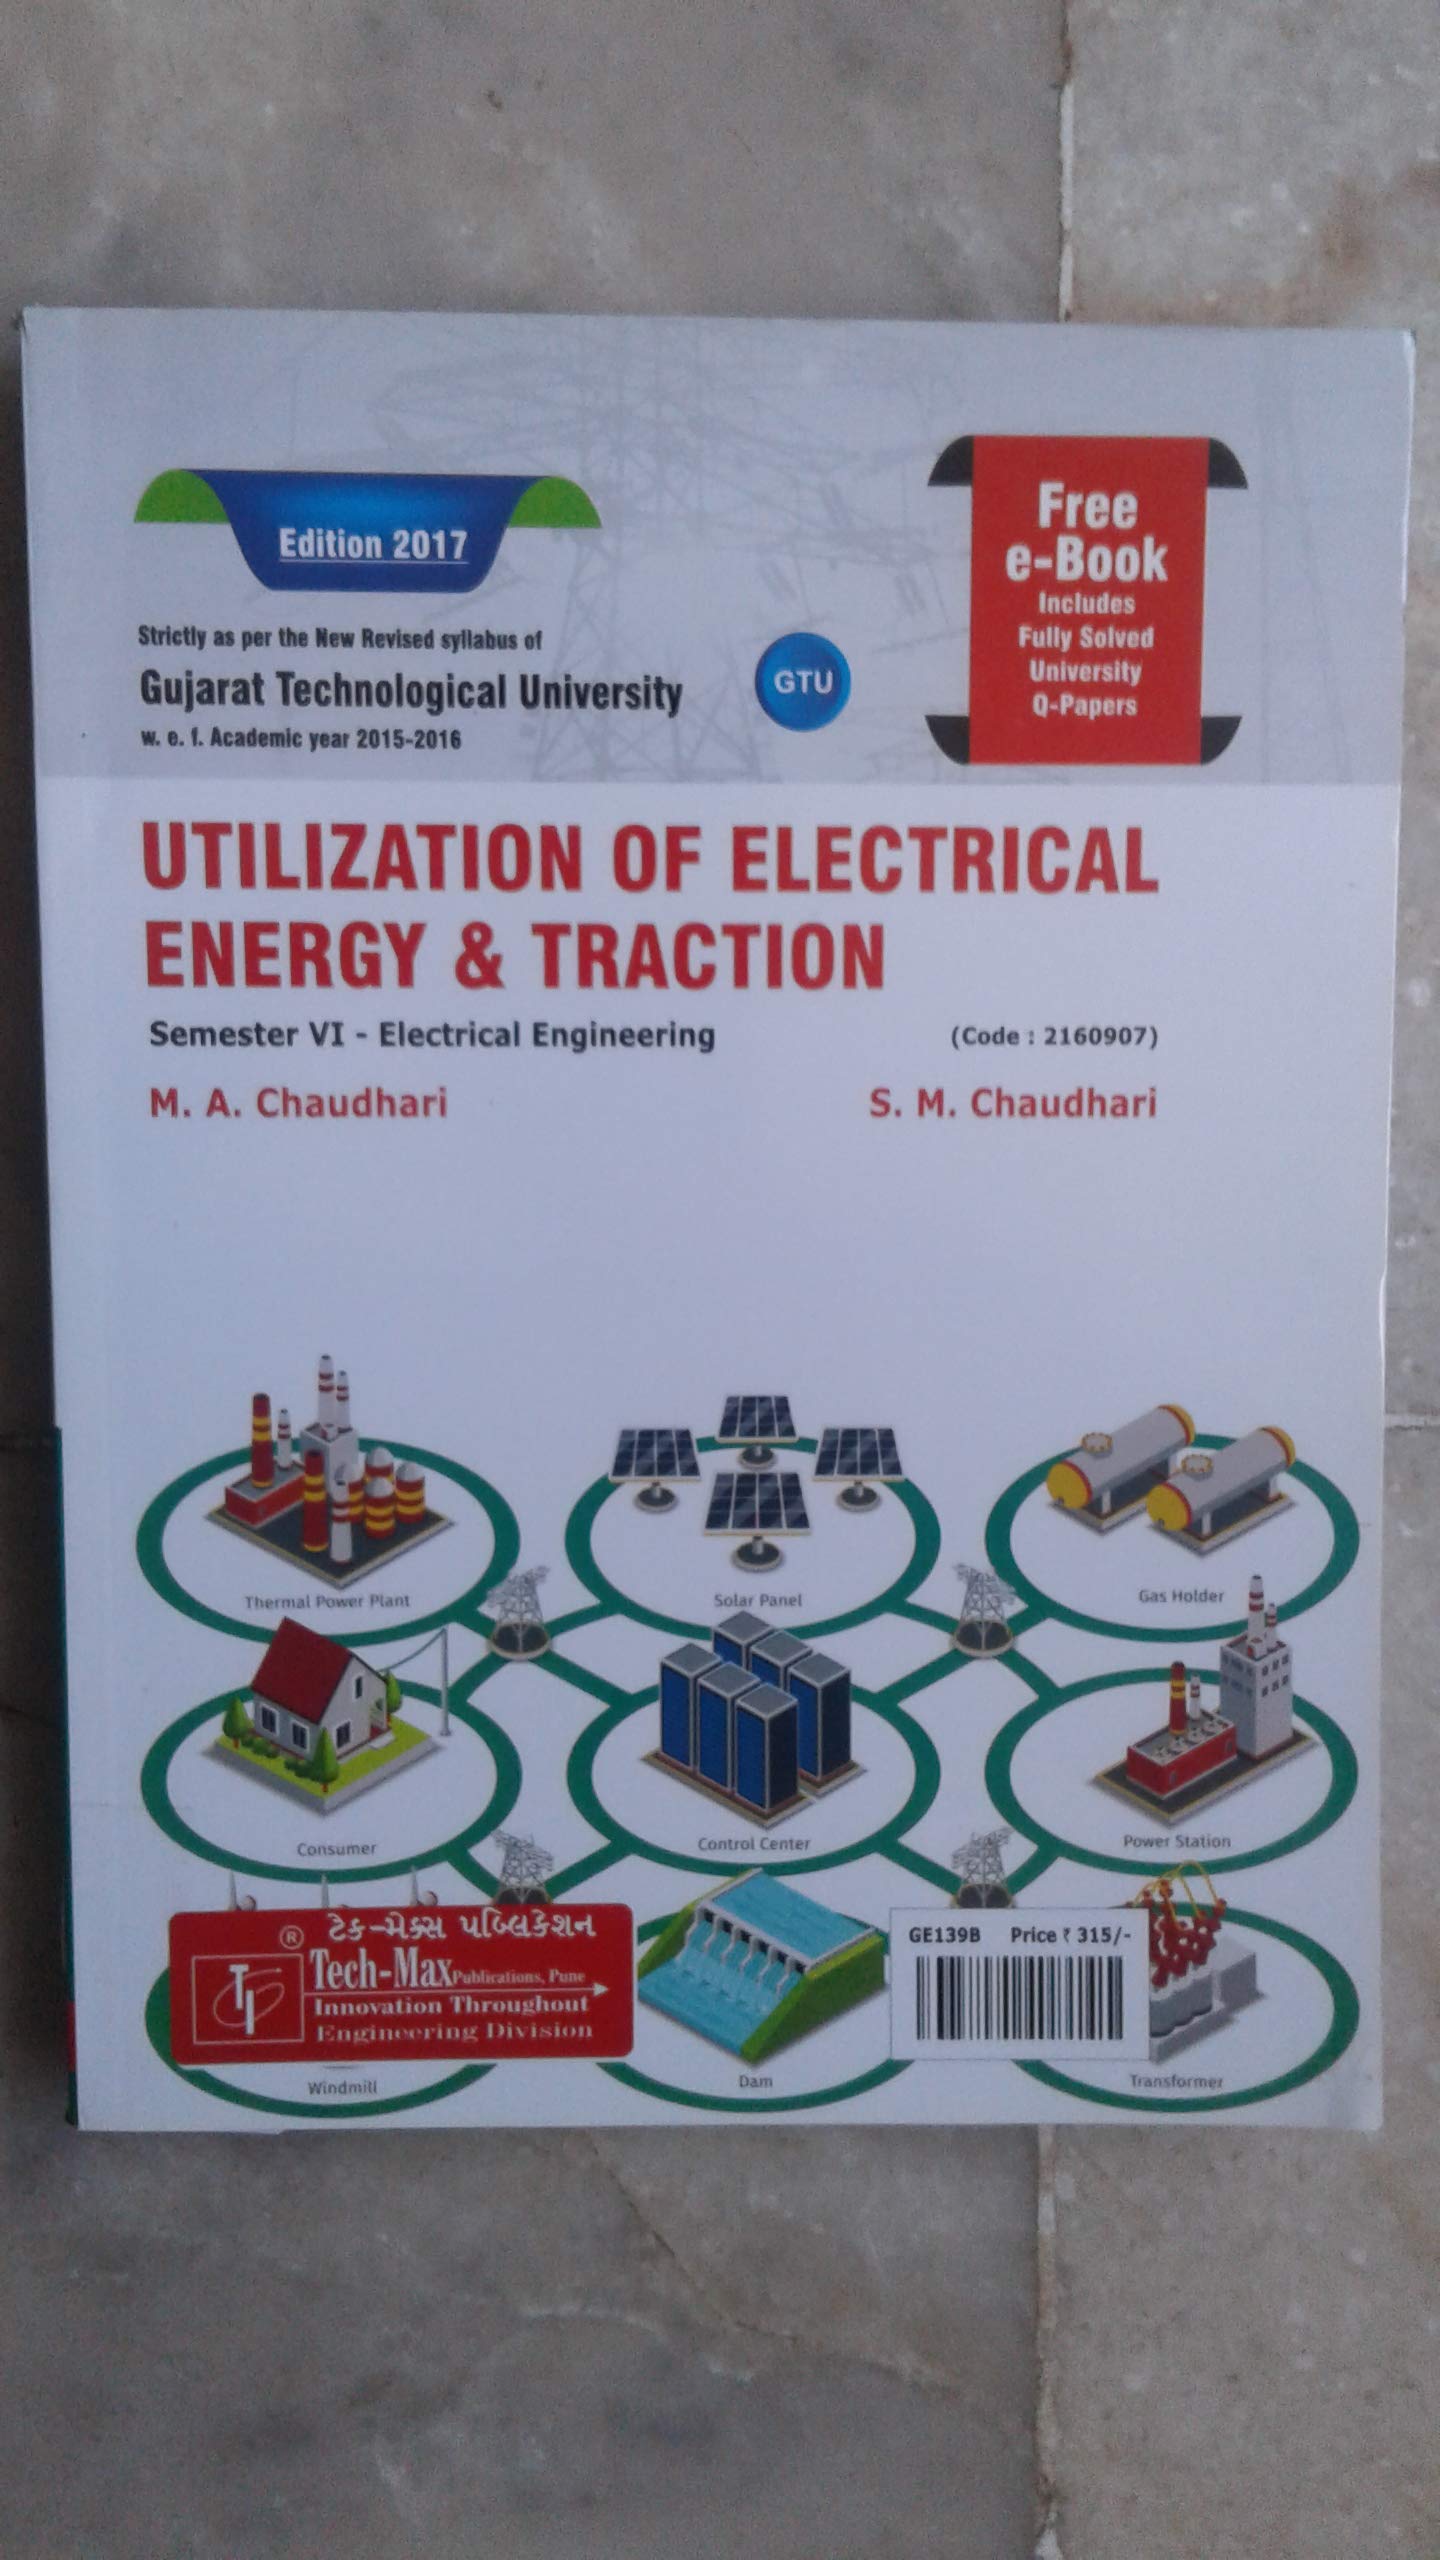 Edition 2017
Free
e-Book
Includes
Fully Solved
University
Q-Papers
Strictly as per the New Revised syllabus of
Gujarat Technological University
GTU
w. e. f. Academic year 2015-2016
UTILIZATION OF ELECTRICAL
ENERGY & TRACTION
Semester VI - Electrical Engineering
(Code : 2160907)
M. A. Chaudhari
S. M. Chaudhari
Thermal Power Plant
Solar Panel
Gas Holder
Consumer
Control Center
Power Station
® ટેક-મેક્સ પબ્લિકેશન
Tech-Max Publications, Pune
Innovation Throughout
Engineering Division
GE139B Price ₹ 315/-
Windmill
Dam
Transformer